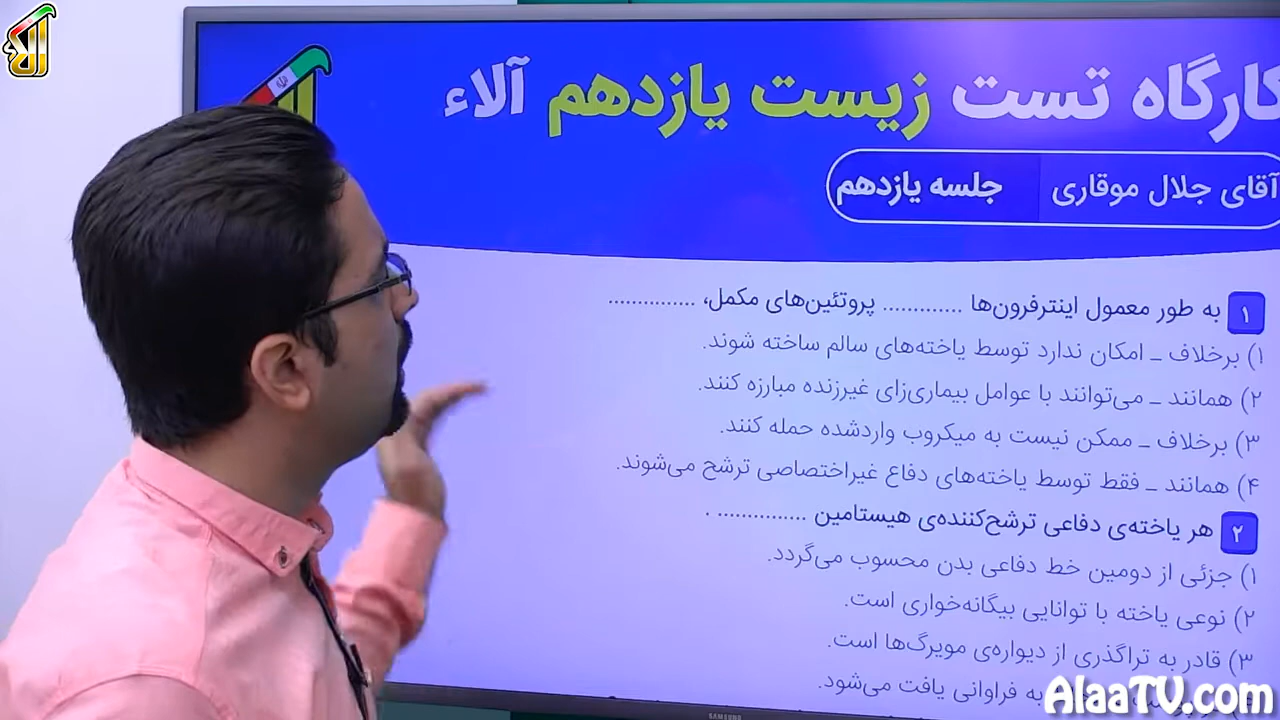 کارگاه تست زیست یازدهم آلاء
آقای جلال موقاری جلسه یازدهم
۱ به طور معمول اینترفرون‌ها ............. پروتئین‌های مکمل، ...............
۱) برخلاف ـ امکان ندارد توسط یاخته‌های سالم ساخته شوند.
۲) همانند ـ می‌توانند با عوامل بیماری‌زای غیرزنده مبارزه کنند.
۳) برخلاف ـ ممکن نیست به میکروب واردشده حمله کنند.
۴) همانند ـ فقط توسط یاخته‌های دفاع غیراختصاصی ترشح می‌شوند.
۲ هر یاخته‌ی دفاعی ترشح‌کننده‌ی هیستامین ............... .
۱) جزئی از دومین خط دفاعی بدن محسوب می‌گردد.
۲) نوعی یاخته با توانایی بیگانه‌خواری است.
۳) قادر به تراگذری از دیواره‌ی مویرگ‌ها است.
به فراوانی یافت می‌شود.
SAMSUNG
AlaaTV.com